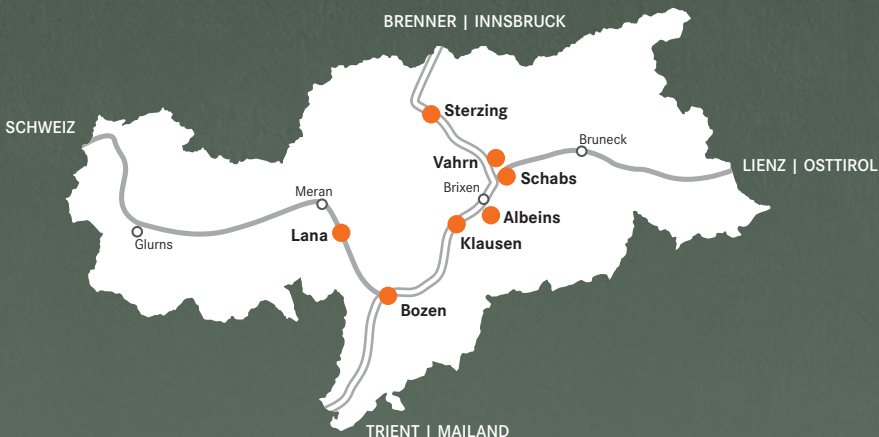 BRENNER | INNSBRUCK
Sterzing
SCHWEIZ
Bruneck
Vahrn
LIENZ | OSTTIROL
Schabs
Brixen
Meran
Albeins
Lana
Klausen
Glurns
Bozen
TRIENT | MAILAND